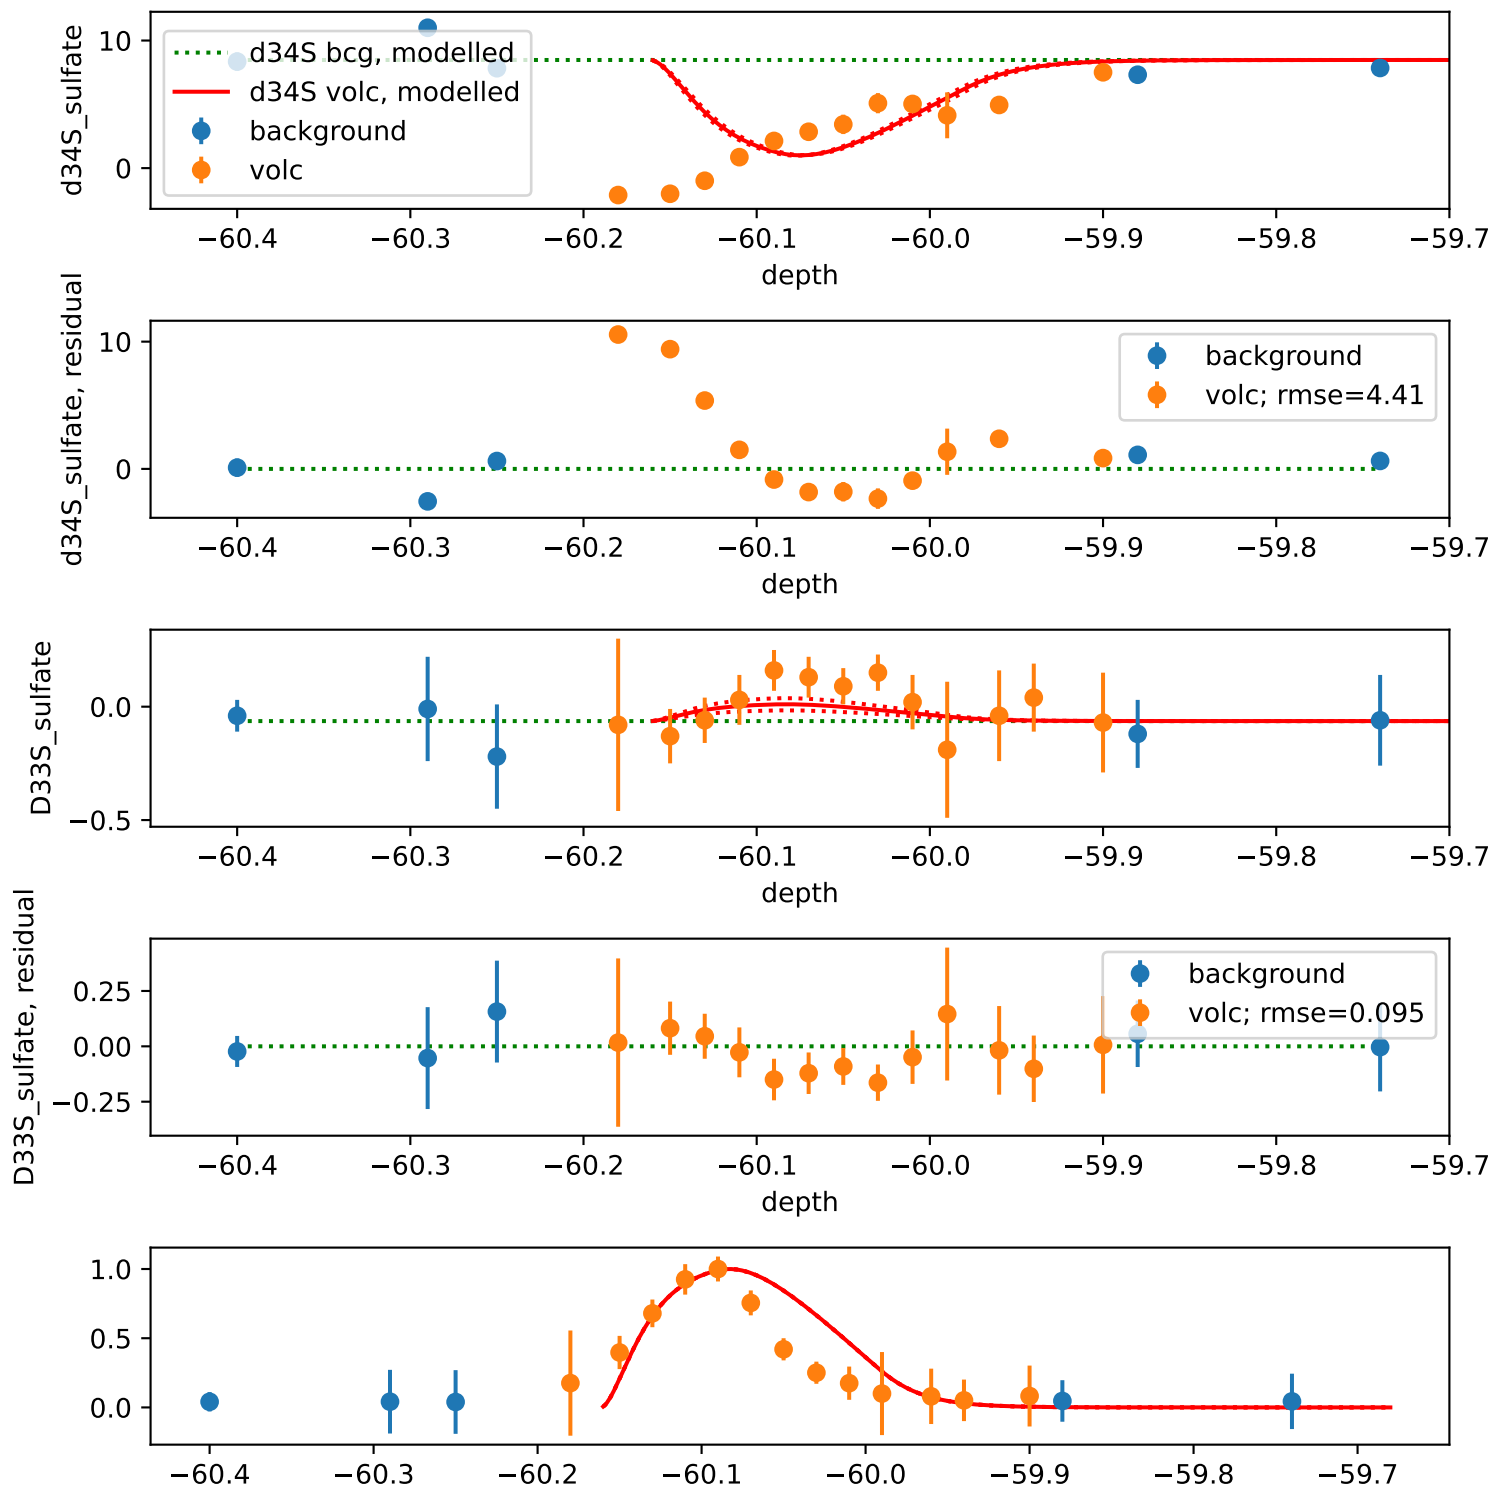 d34S_sulfate
10
0
d34S bcg, modelled
d34S volc, modelled
background
volc
−60.4 −60.3 −60.2 −60.1 −60.0 −59.9 −59.8 −59.7
depth
d34S_sulfate, residual
10
0
background
volc; rmse=4.41
−60.4 −60.3 −60.2 −60.1 −60.0 −59.9 −59.8 −59.7
depth
D33S_sulfate
0.0
−0.5
−60.4 −60.3 −60.2 −60.1 −60.0 −59.9 −59.8 −59.7
depth
D33S_sulfate, residual
0.25
0.00
−0.25
background
volc; rmse=0.095
−60.4 −60.3 −60.2 −60.1 −60.0 −59.9 −59.8 −59.7
depth
1.0
0.5
0.0
−60.4 −60.3 −60.2 −60.1 −60.0 −59.9 −59.8 −59.7